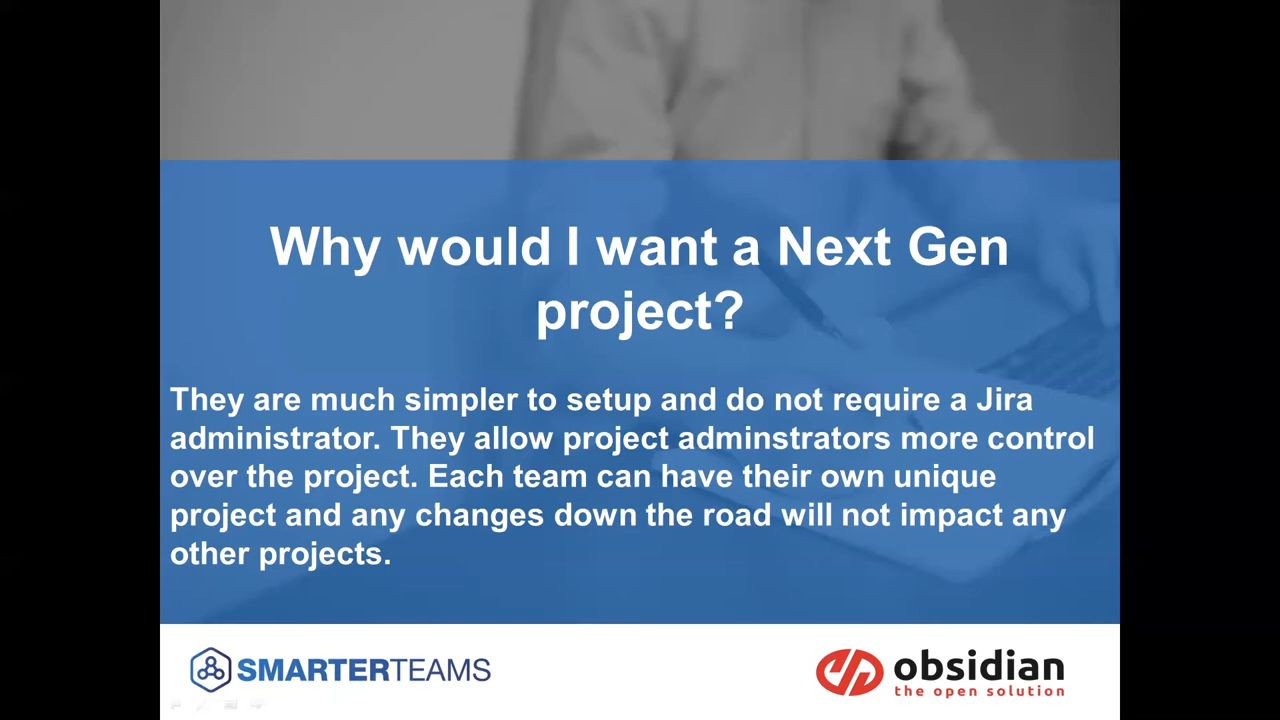 Why would I want a Next Gen
project?
They are much simpler to setup and do not require a Jira
administrator. They allow project adminstrators more control
over the project. Each team can have their own unique
project and any changes down the road will not impact any
other projects.
SMARTERTEAMS
obsidian
the open solution